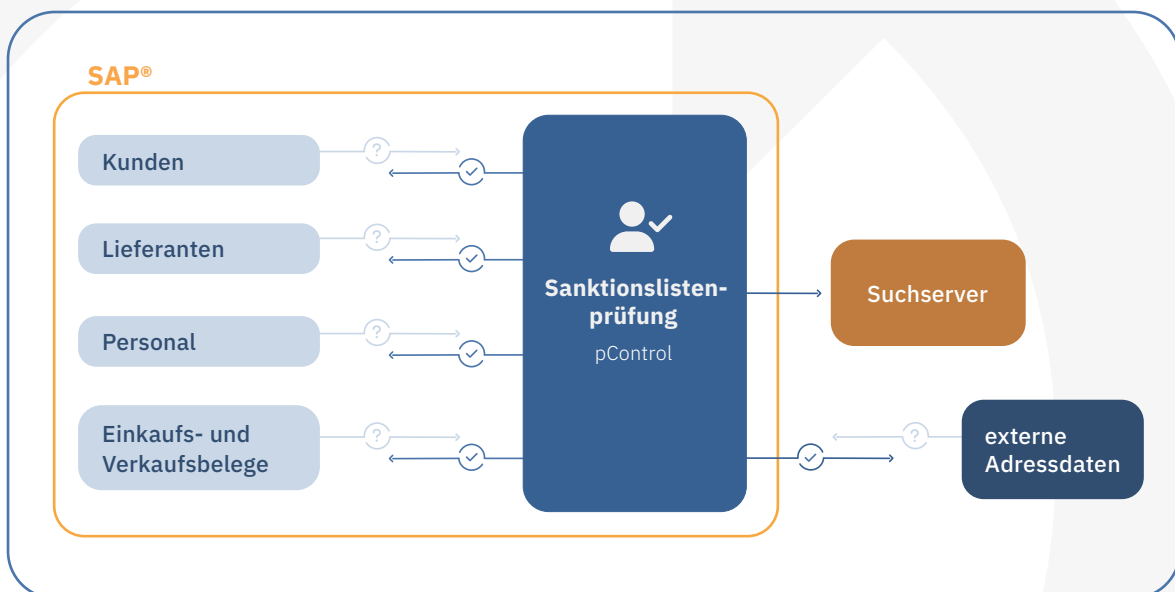 SAP®
Kunden
?
Lieferanten
?
Personal
?
Einkaufs- und
Verkaufsbelege
?
Sanktionslisten-
prüfung
pControl
Suchserver
?
externe
Adressdaten